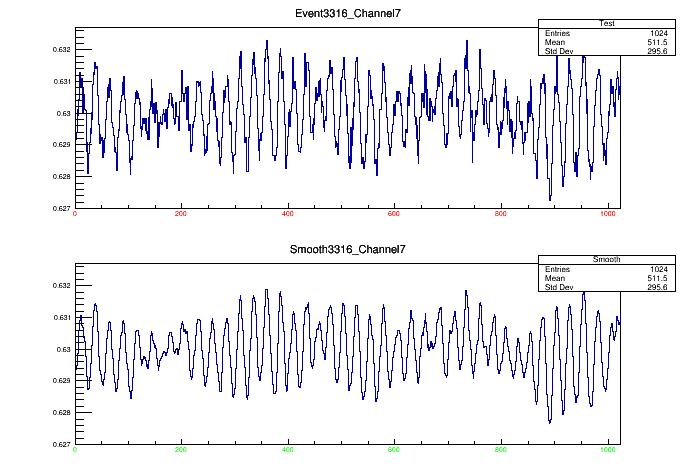 Event3316_Channel7
Test
Entries 1024
Mean 511.5
Std Dev 295.6
0.632
0.631
0.63
0.629
0.628
0.627
0 200 400 600 800 1000
Smooth3316_Channel7
Smooth
Entries 1024
Mean 511.5
Std Dev 295.6
0.632
0.631
0.63
0.629
0.628
0.627
0 200 400 600 800 1000